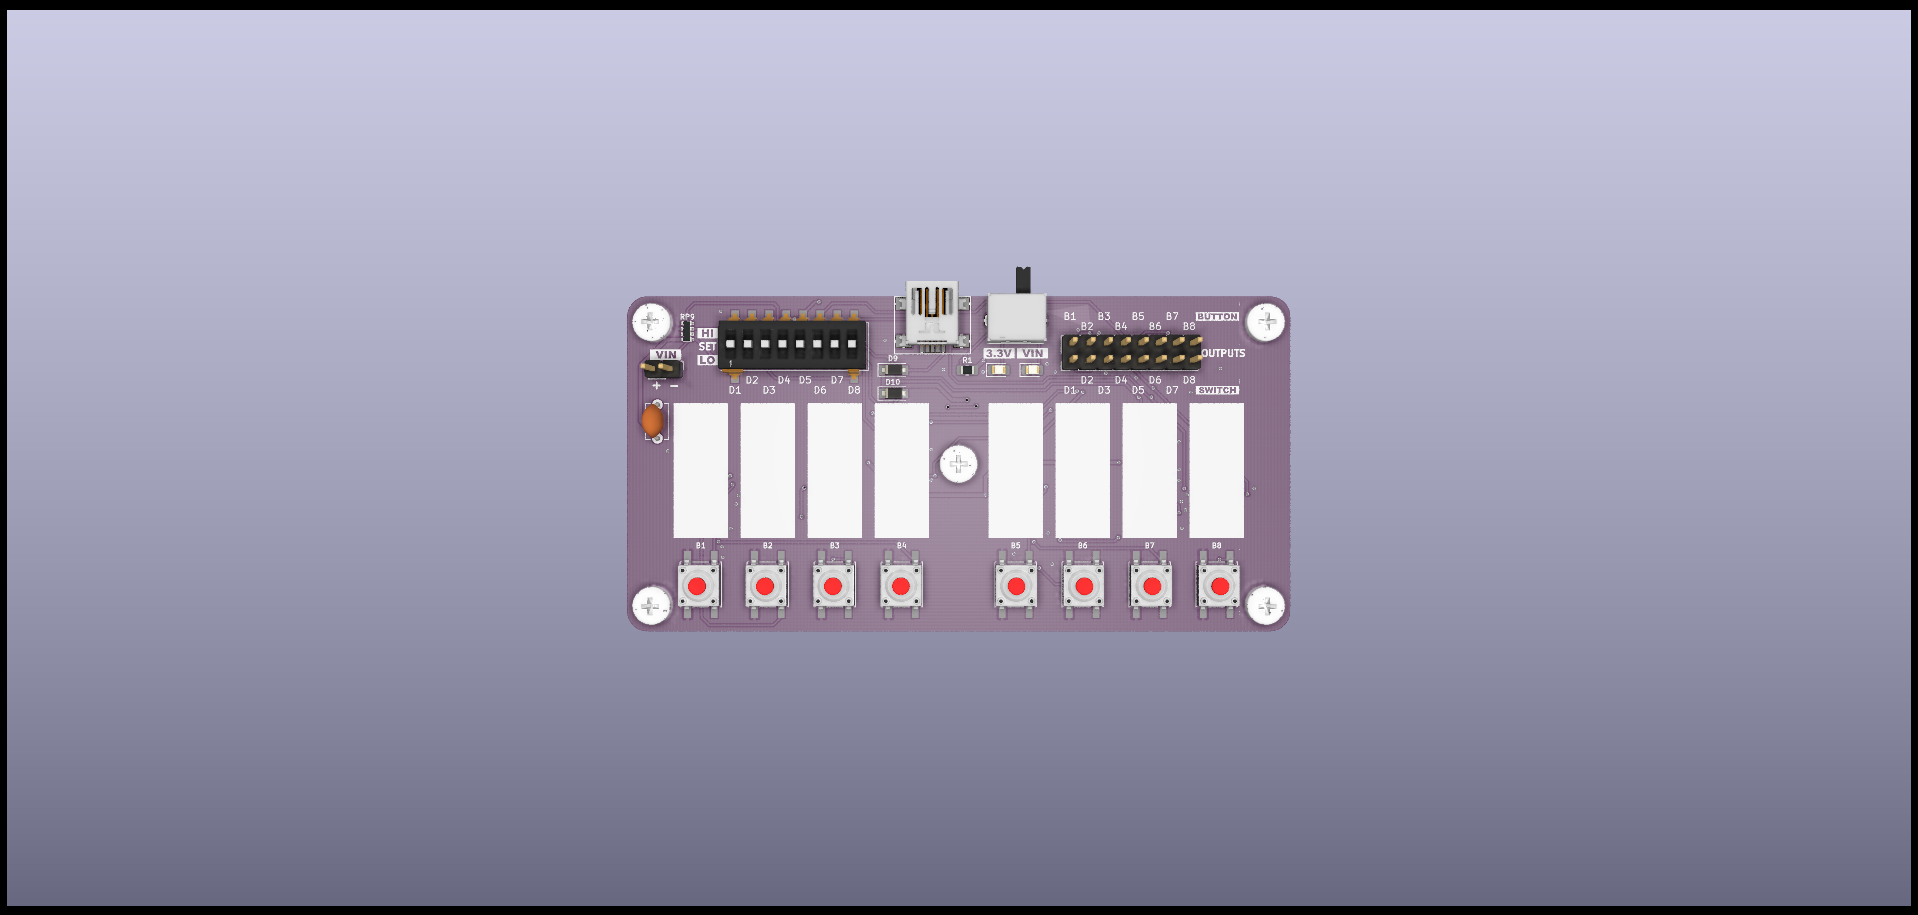 RP5
HI
SET
LO
1
VIN
+ −
D1 D2 D3 D4 D5 D6 D7 D8
D9
D10
R1
3.3V VIN
B1 B2 B3 B4 B5 B6 B7 B8
BUTTON
OUTPUTS
D1 D2 D3 D4 D5 D6 D7 D8
SWITCH
B1 B2 B3 B4 B5 B6 B7 B8